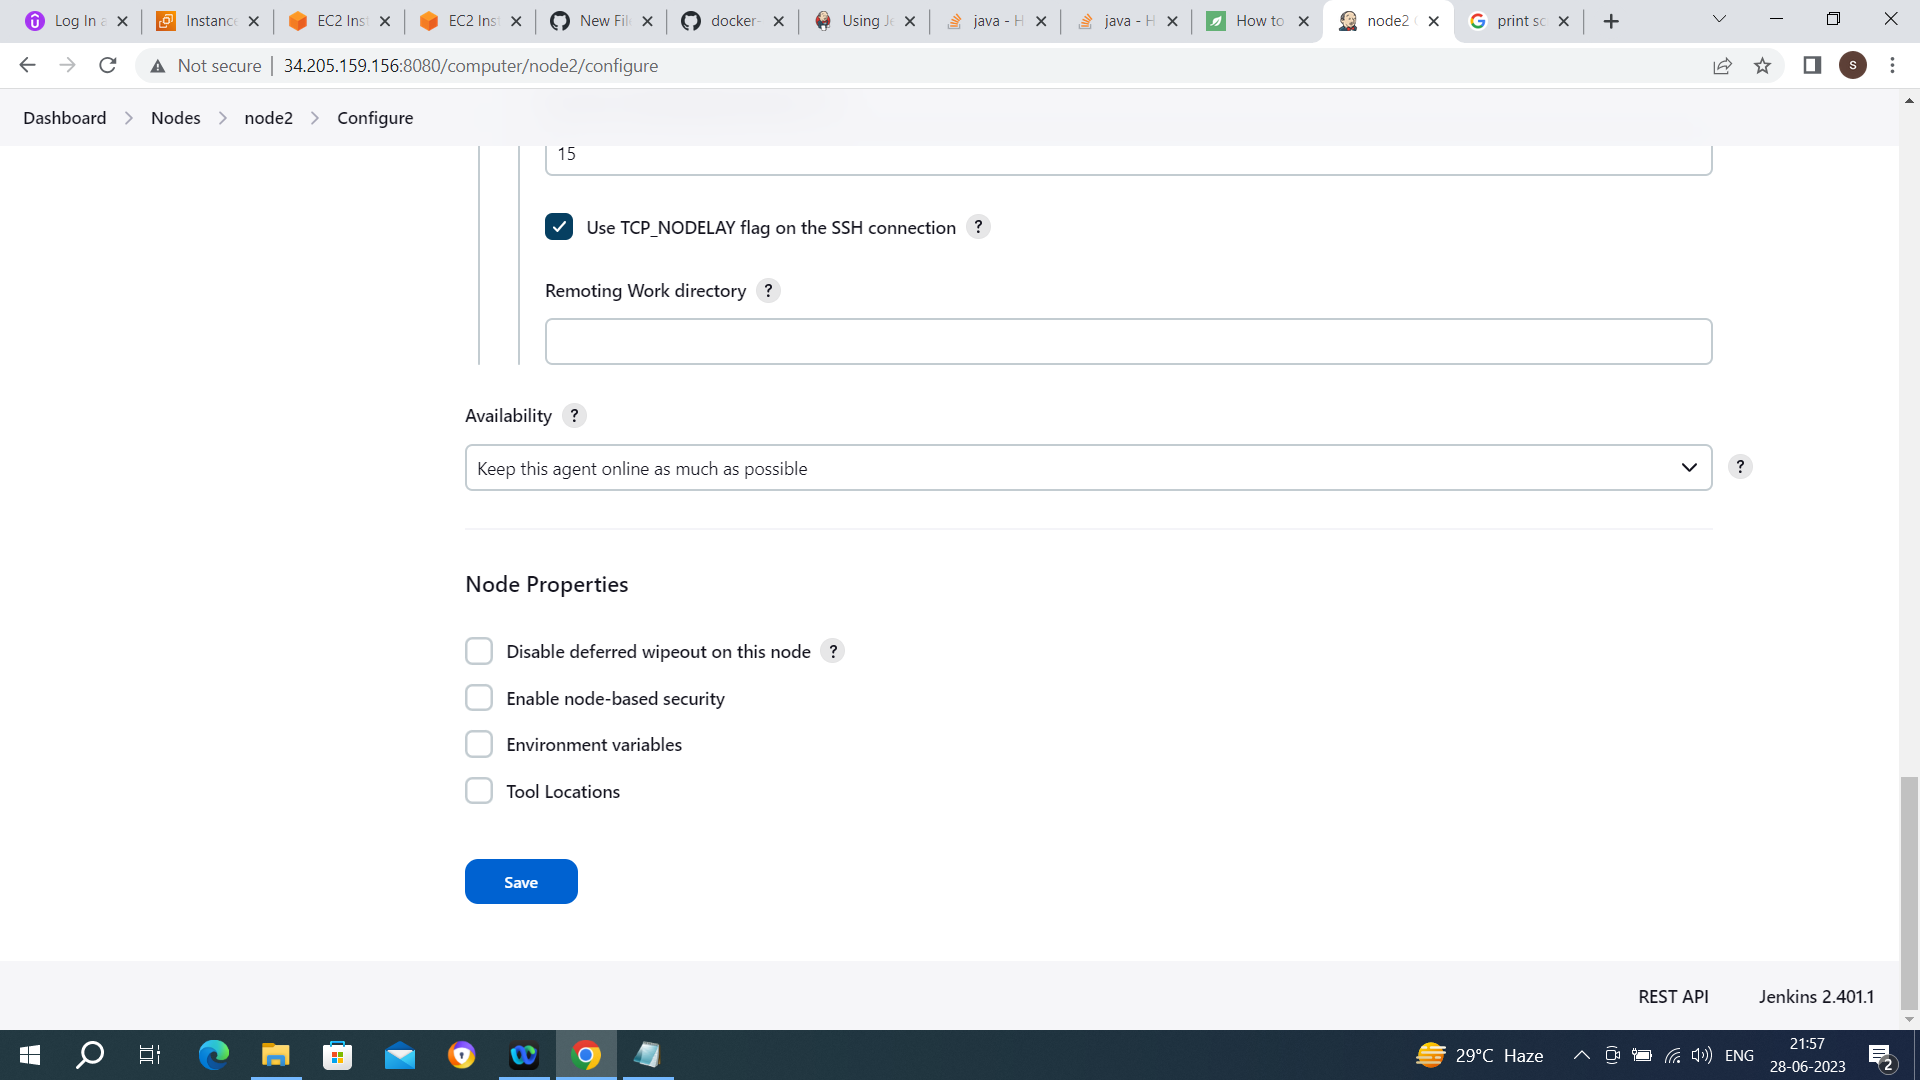 Log In a
Instance
EC2 Inst
EC2 Inst
New File
docker-
Using Je
java - H
java - H
How to
node2 C
print sc
Not secure
34.205.159.156:8080/computer/node2/configure
S
Dashboard
Nodes
node2
Configure
15
Use TCP_NODELAY flag on the SSH connection ?
Remoting Work directory ?
Availability ?
Keep this agent online as much as possible
?
Node Properties
Disable deferred wipeout on this node ?
Enable node-based security
Environment variables
Tool Locations
Save
REST API
Jenkins 2.401.1
29°C Haze
ENG
21:57
28-06-2023
2